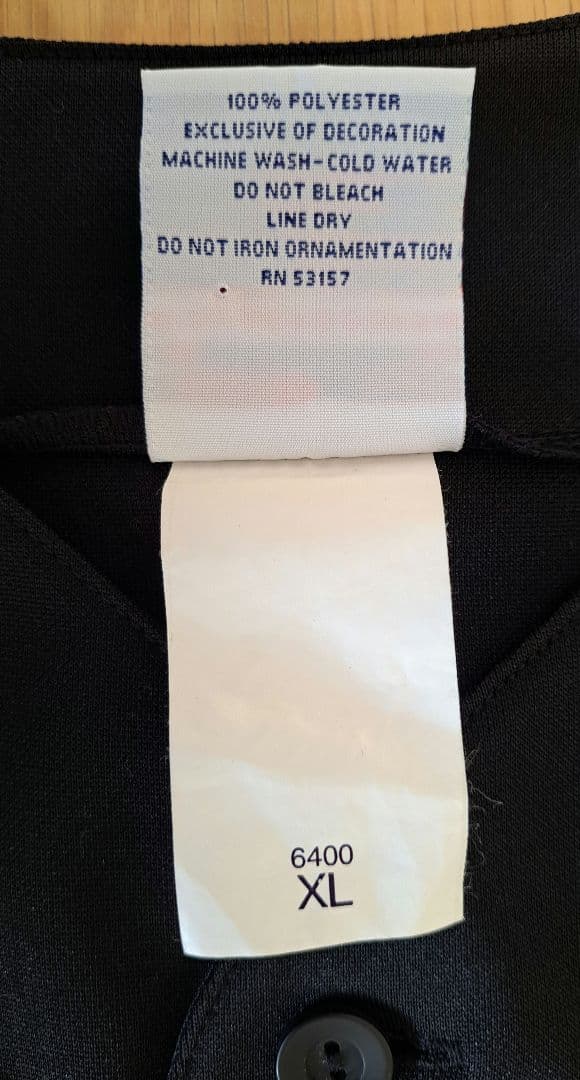 100% POLYESTER
EXCLUSIVE OF DECORATION
MACHINE WASH-COLD WATER
DO NOT BLEACH
LINE DRY
DO NOT IRON ORNAMENTATION
RN 53157
6400
XL